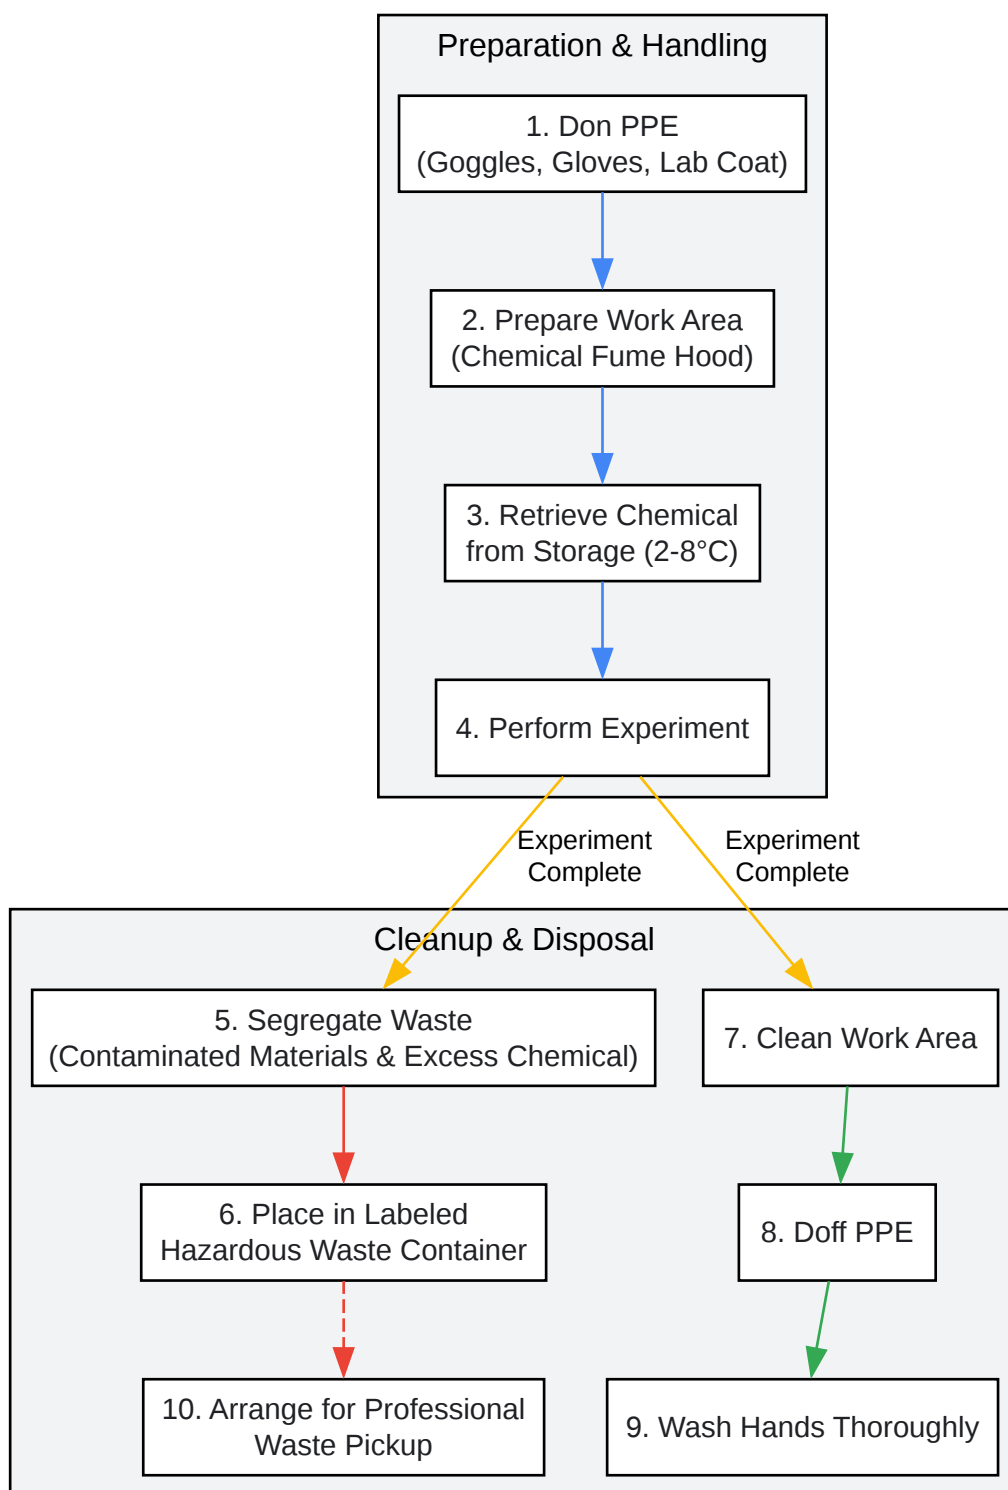 Preparation & Handling
1. Don PPE
(Goggles, Gloves, Lab Coat)
2. Prepare Work Area
(Chemical Fume Hood)
3. Retrieve Chemical
from Storage (2-8°C)
4. Perform Experiment
Experiment
Complete
Experiment
Complete
Cleanup & Disposal
5. Segregate Waste
(Contaminated Materials & Excess Chemical)
7. Clean Work Area
6. Place in Labeled
Hazardous Waste Container
8. Doff PPE
10. Arrange for Professional
Waste Pickup
9. Wash Hands Thoroughly